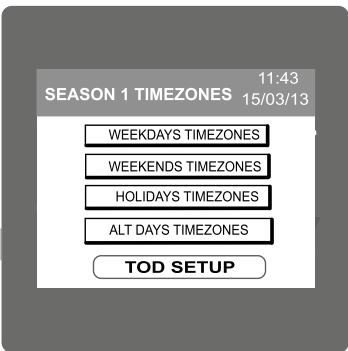 11:43
SEASON 1 TIMEZONES 15/03/13
WEEKDAYS TIMEZONES
WEEKENDS TIMEZONES
HOLIDAYS TIMEZONES
ALT DAYS TIMEZONES
TOD SETUP